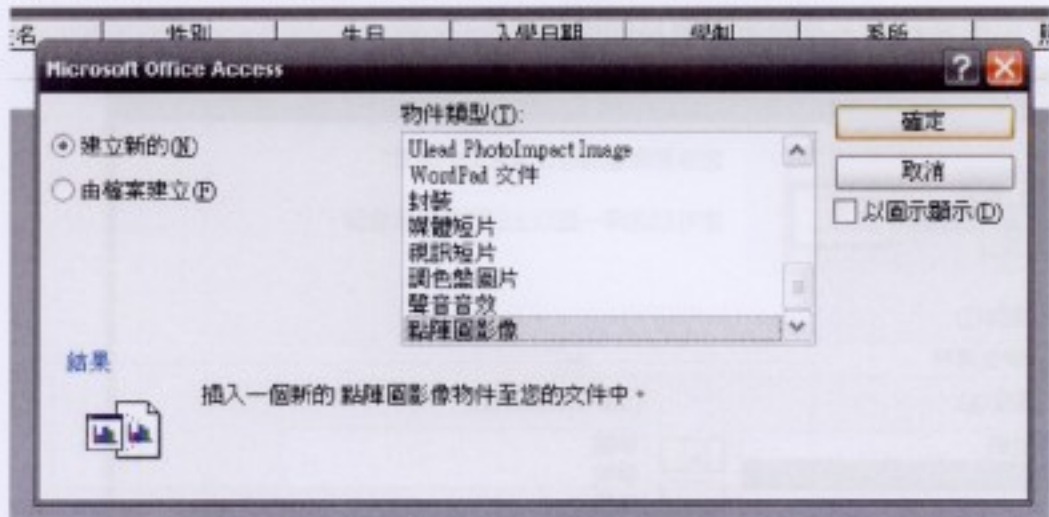 名 性別 生日 入學日期 學制 系所
Microsoft Office Access
物件類型(T):
確定
建立新的(N)
Ulead PhotoImpact Image
WordPad 文件
取消
由檔案建立(F)
封裝
以圖示顯示(D)
媒體短片
視訊短片
調色盤圖片
聲音音效
點陣圖影像
結果
插入一個新的 點陣圖影像物件至您的文件中。